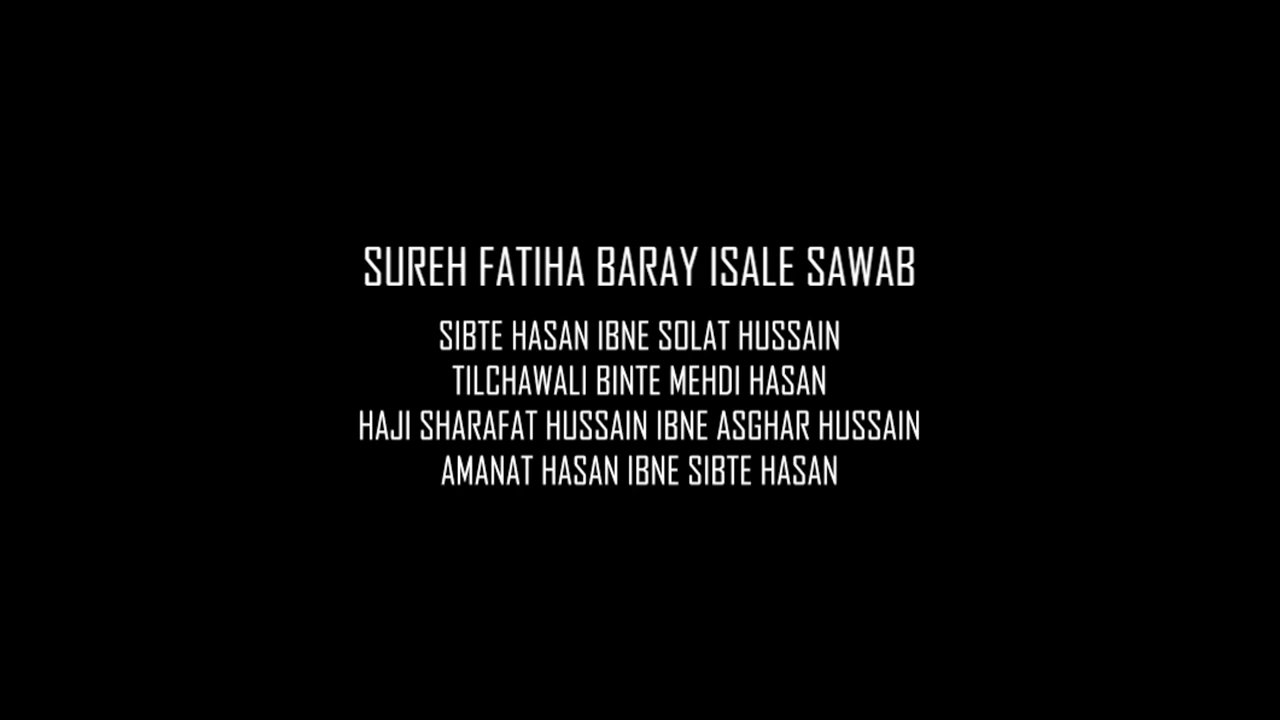 SUREH FATIHA BARAY ISALE SAWAB
SIBTE HASAN IBNE SOLAT HUSSAIN
TILCHAWALI BINTE MEHDI HASAN
HAJI SHARAFAT HUSSAIN IBNE ASGHAR HUSSAIN
AMANAT HASAN IBNE SIBTE HASAN